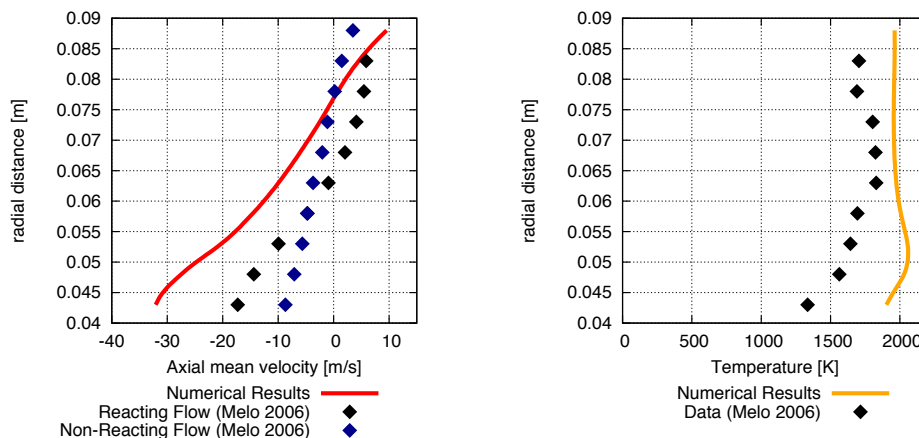 0.09
0.085
0.08
0.075
0.07
0.065
0.06
0.055
0.05
0.045
0.04
radial distance [m]
-40 -30 -20 -10 0 10
Axial mean velocity [m/s]
Numerical Results
Reacting Flow (Melo 2006)
Non-Reacting Flow (Melo 2006)
0.09
0.085
0.08
0.075
0.07
0.065
0.06
0.055
0.05
0.045
0.04
radial distance [m]
0 500 1000 1500 2000
Temperature [K]
Numerical Results
Data (Melo 2006)